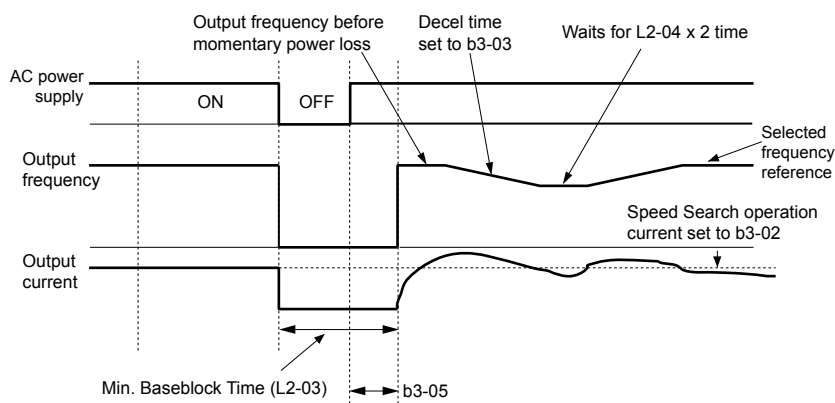 Output frequency before
momentary power loss
Decel time
set to b3-03
Waits for L2-04 x 2 time
AC power
supply
ON
OFF
Output
frequency
Selected
frequency
reference
Speed Search operation
current set to b3-02
Output
current
Min. Baseblock Time (L2-03)
b3-05